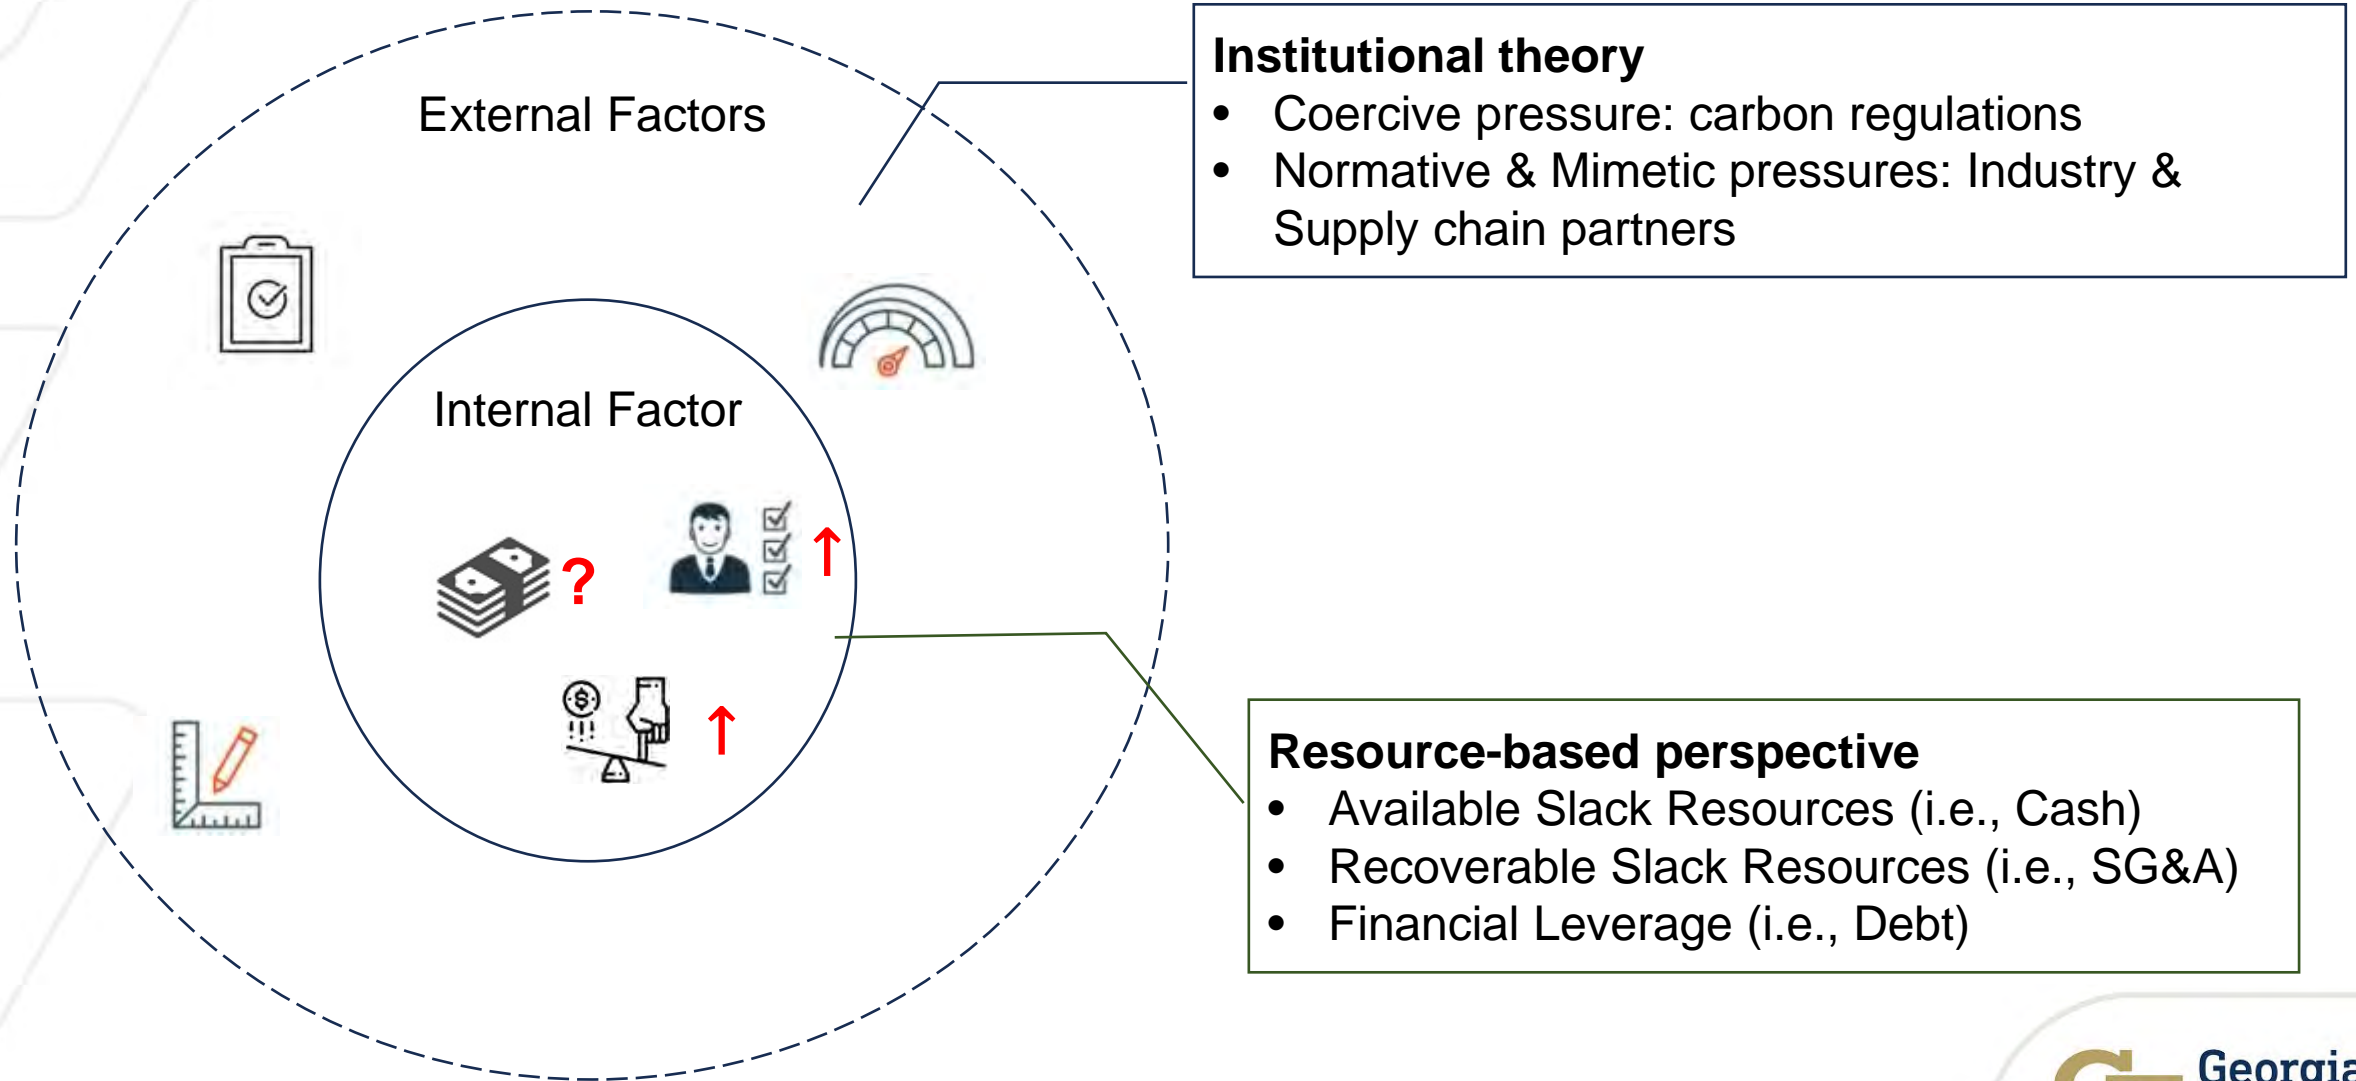 External Factors
Internal Factor
?
↑
↑
Institutional theory
• Coercive pressure: carbon regulations
• Normative & Mimetic pressures: Industry &
Supply chain partners
Resource-based perspective
• Available Slack Resources (i.e., Cash)
• Recoverable Slack Resources (i.e., SG&A)
• Financial Leverage (i.e., Debt)
Georgia